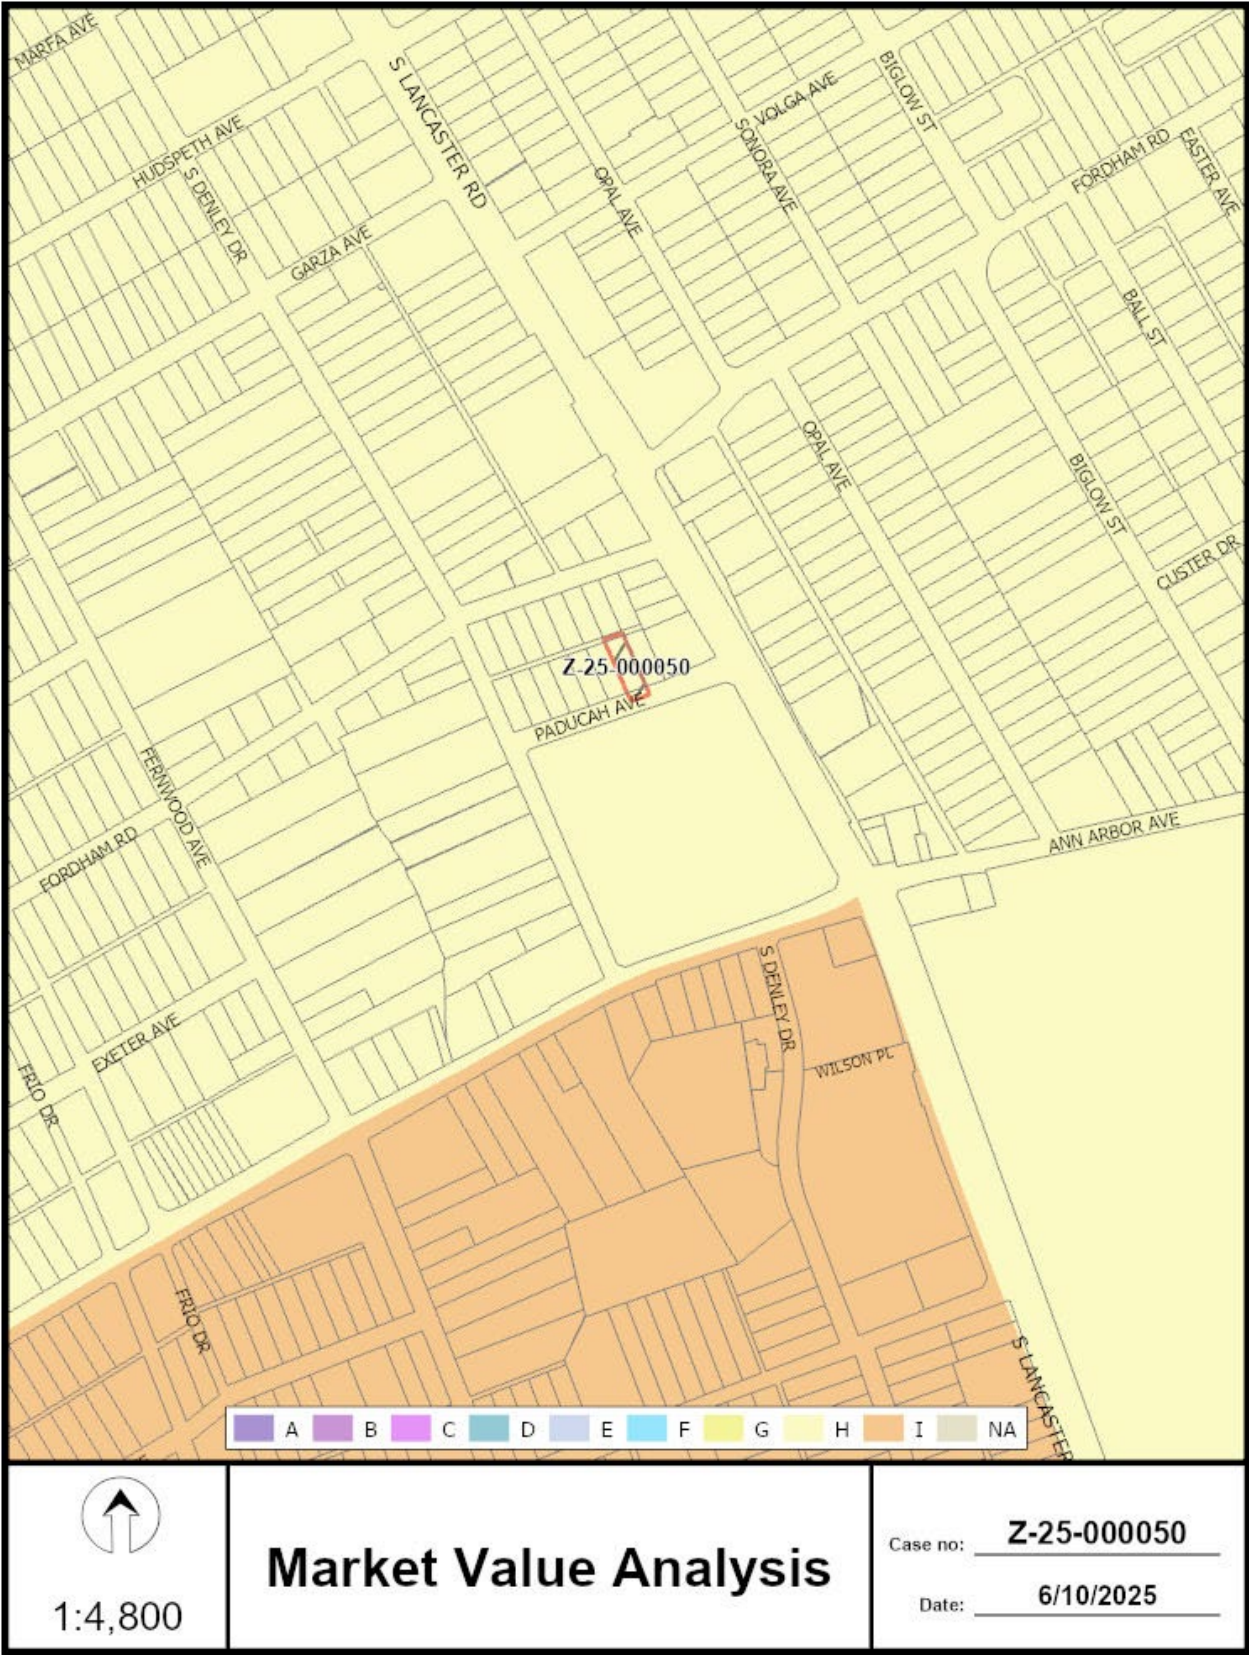 MARFA AVE
S LANCASTER RD
BIGLOW ST
VOLGA AVE
SONORA AVE
HUDSPETH AVE
S DENLEY DR
OPAL AVE
FORDHAM RD
EASTER AVE
GARZA AVE
BALL ST
OPAL AVE
BIGLOW ST
CUSTER DR
Z-25-000050
PADUCAH AVE
FERNWOOD AVE
FORDHAM RD
ANN ARBOR AVE
S DENLEY DR
EXETER AVE
WILSON PL
FRIO DR
FRIO DR
S LANCASTER
A B C D E F G H I NA
1:4,800
Market Value Analysis
Case no: Z-25-000050
Date: 6/10/2025